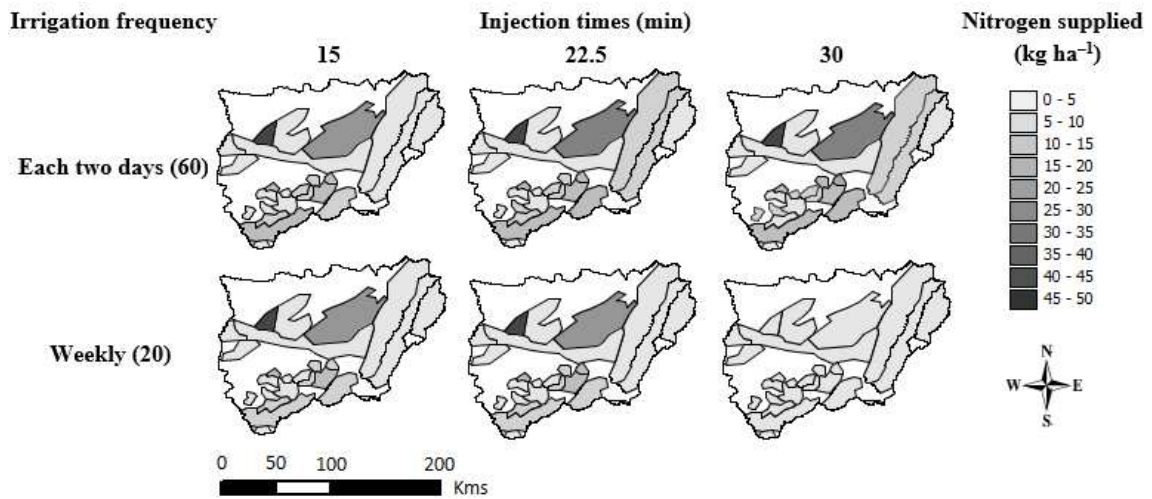 Irrigation frequency
Injection times (min)
Nitrogen supplied
(kg ha⁻¹)
15
22.5
30
0 - 5
5 - 10
10 - 15
15 - 20
20 - 25
25 - 30
30 - 35
35 - 40
40 - 45
45 - 50
Each two days (60)
Weekly (20)
N
W
E
S
0
50
100
200
Kms